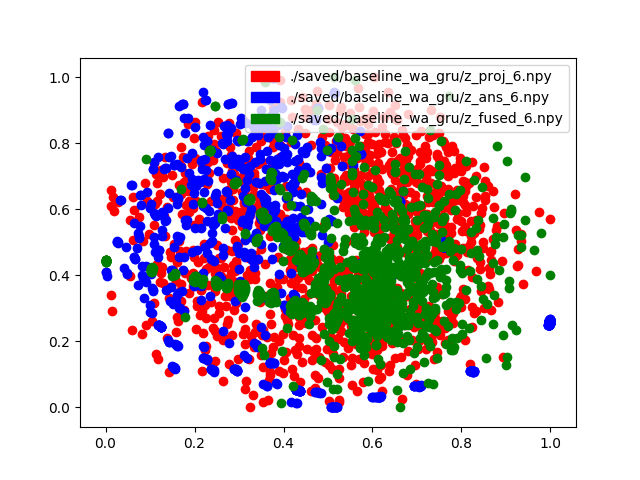 ./saved/baseline_wa_gru/z_proj_6.npy
./saved/baseline_wa_gru/z_ans_6.npy
./saved/baseline_wa_gru/z_fused_6.npy
1.0
0.8
0.6
0.4
0.2
0.0
0.0 0.2 0.4 0.6 0.8 1.0